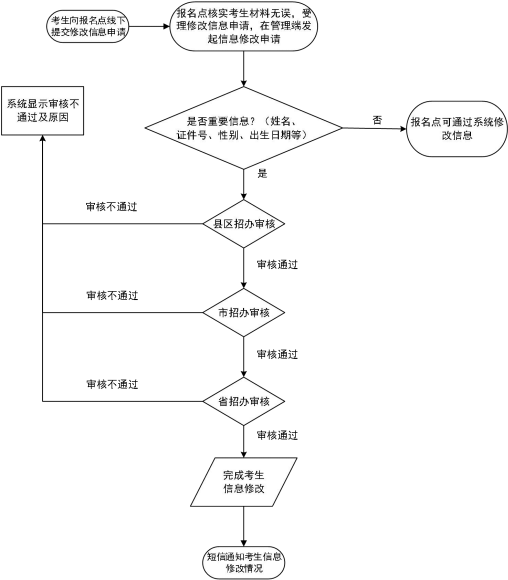 考生向报名点线下
提交修改信息申请
报名点核实考生材料无误，受
理修改信息申请，在管理端发
起信息修改申请
系统显示审核不
通过及原因
是否重要信息？（姓名、
证件号、性别、出生日期等）
否
报名点可通过系统修
改信息
是
审核不通过
县区招办审核
审核通过
审核不通过
市招办审核
审核通过
审核不通过
省招办审核
审核通过
完成考生
信息修改
短信通知考生信息
修改情况